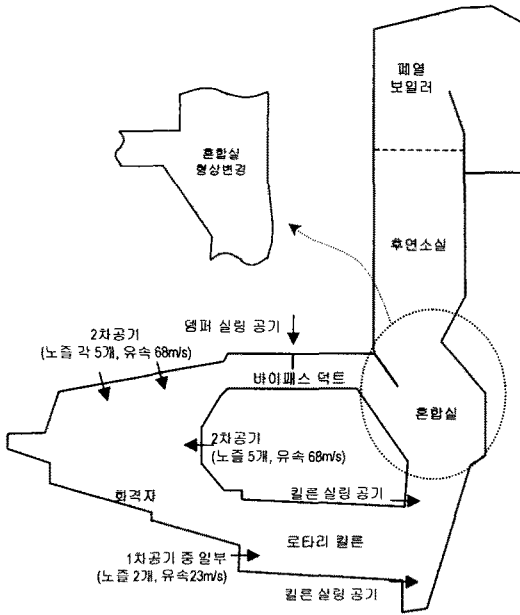 폐열
보일러
혼합실
형상변경
후연소실
뎀퍼 실링 공기
2차공기
(노즐 각 5개, 유속 68m/s)
바이패스 덕트
혼합실
2차공기
(노즐 5개, 유속 68m/s)
화격자
킬른 실링 공기
로타리 킬른
1차공기 중 일부
(노즐 2개, 유속23m/s)
킬른 실링 공기